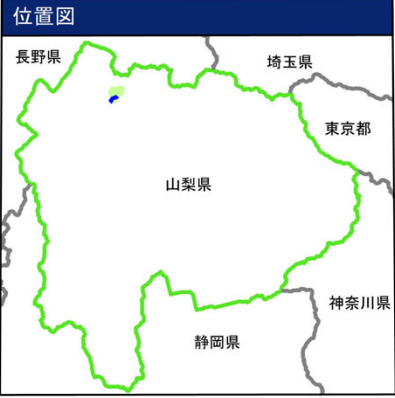 位置図
長野県
埼玉県
東京都
山梨県
神奈川県
静岡県